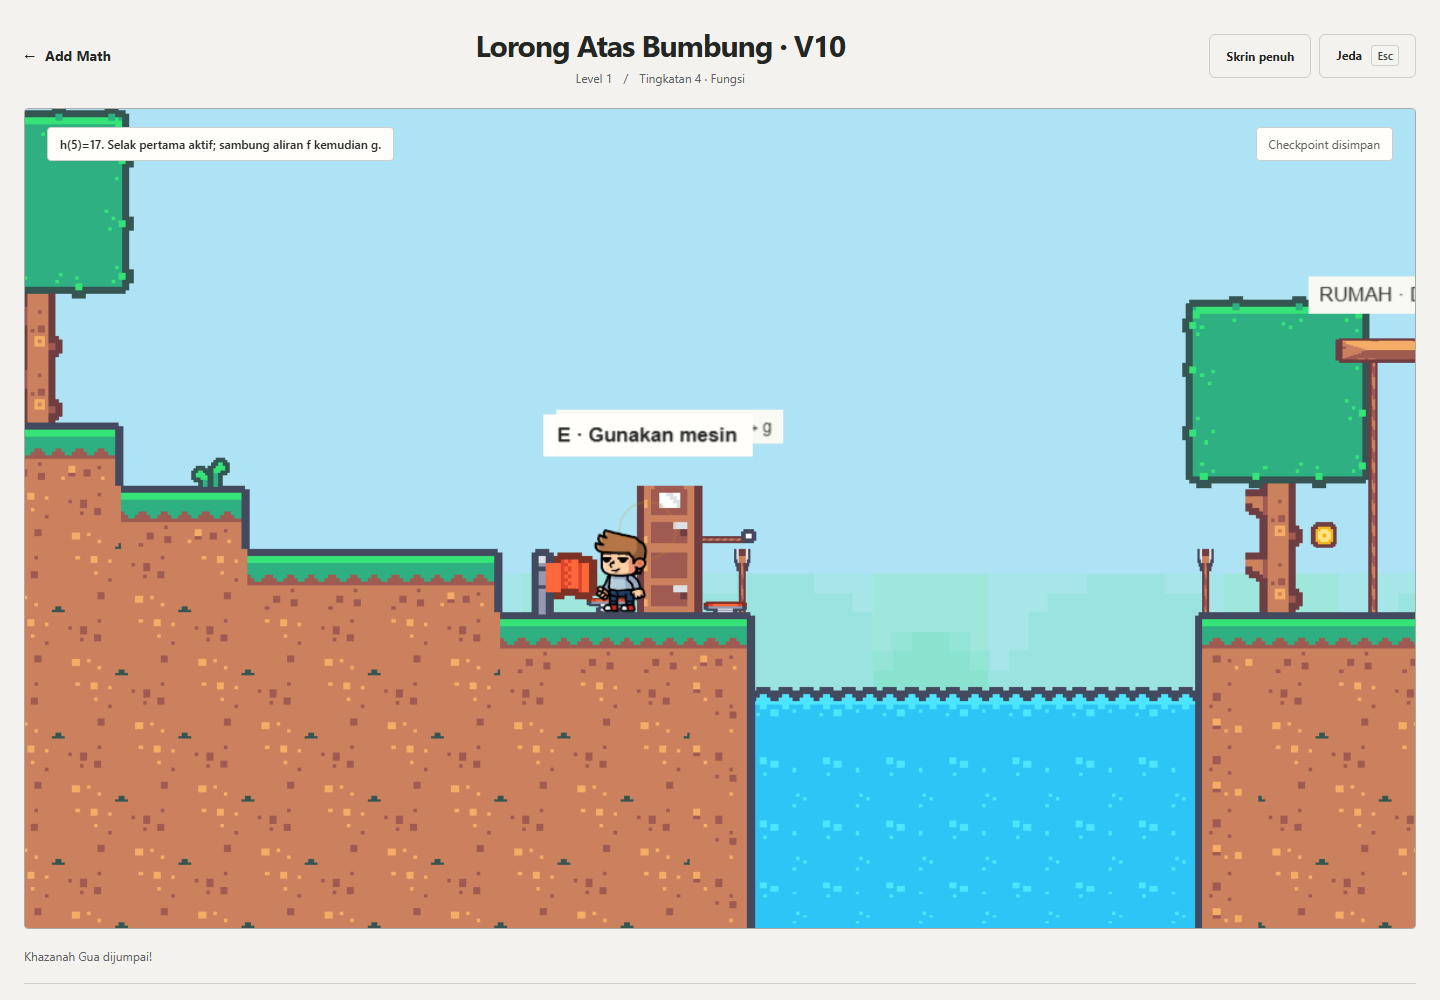 ← Add Math
Lorong Atas Bumbung · V10
Level 1 / Tingkatan 4 · Fungsi
Skrin penuh
Jeda Esc
h(5)=17. Selak pertama aktif; sambung aliran f kemudian g.
Checkpoint disimpan
RUMAH ·
E · Gunakan mesin
g
Khazanah Gua dijumpai!